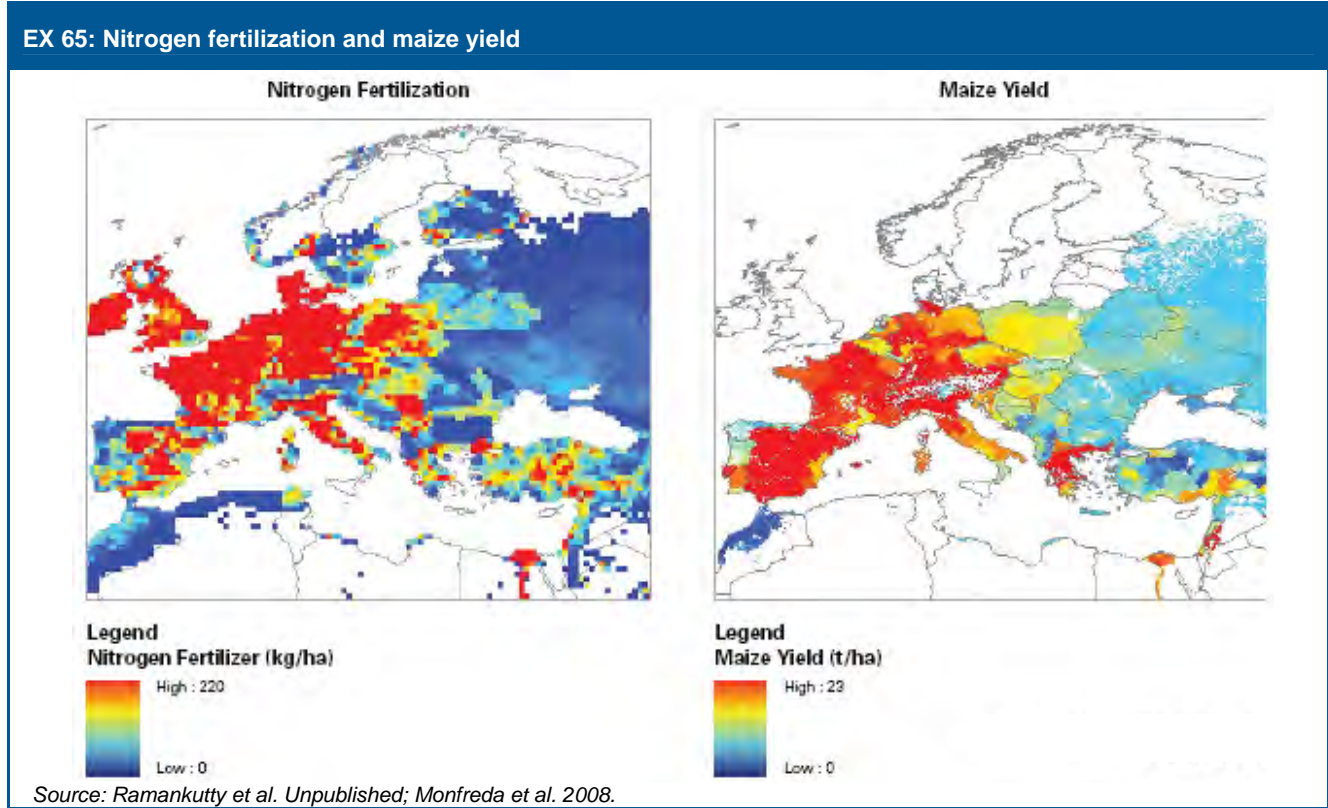 EX 65: Nitrogen fertilization and maize yield
Nitrogen Fertilization
Maize Yield
Legend
Nitrogen Fertilizer (kg/ha)
High : 220
Low : 0
Legend
Maize Yield (t/ha)
High : 23
Low : 0
Source: Ramankutty et al. Unpublished; Monfreda et al. 2008.